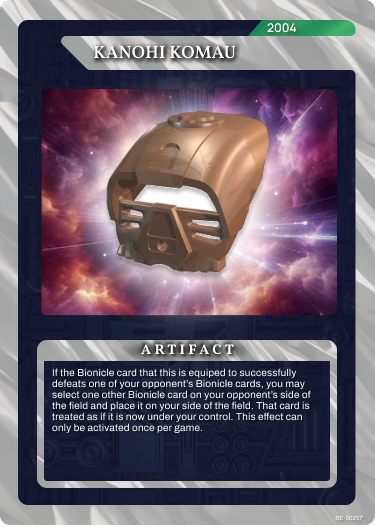 2004
KANOHI KOMAU
ARTIFACT
If the Bionicle card that this is equiped to successfully
defeats one of your opponent's Bionicle cards, you may
select one other Bionicle card on your opponent's side of
the field and place it on your side of the field. That card is
treated as if it is now under your control. This effect can
only be activated once per game.
SE-B0257